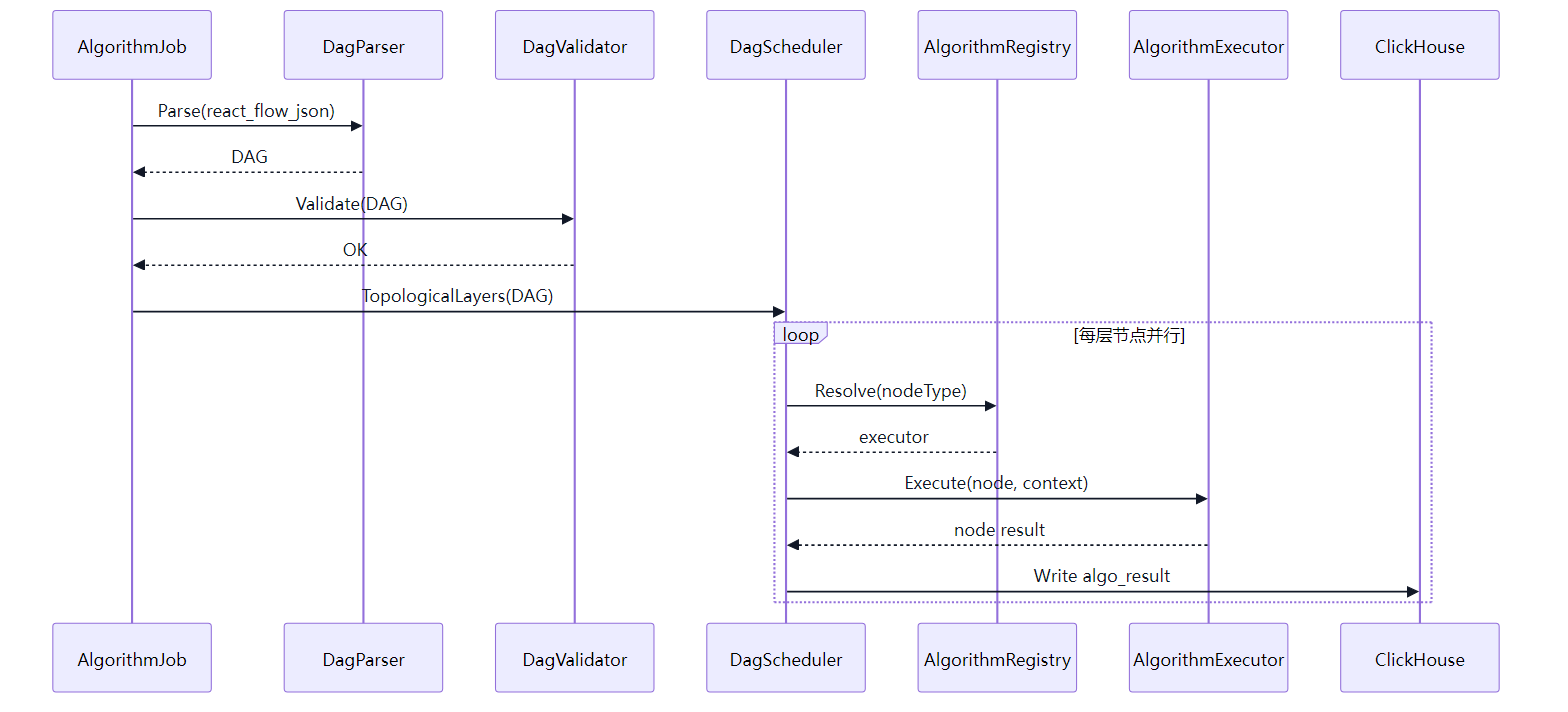 AlgorithmJob
DagParser
DagValidator
DagScheduler
AlgorithmRegistry
AlgorithmExecutor
ClickHouse
Parse(react_flow_json)
DAG
Validate(DAG)
OK
TopologicalLayers(DAG)
loop
[每层节点并行]
Resolve(nodeType)
executor
Execute(node, context)
node result
Write algo_result
AlgorithmJob
DagParser
DagValidator
DagScheduler
AlgorithmRegistry
AlgorithmExecutor
ClickHouse